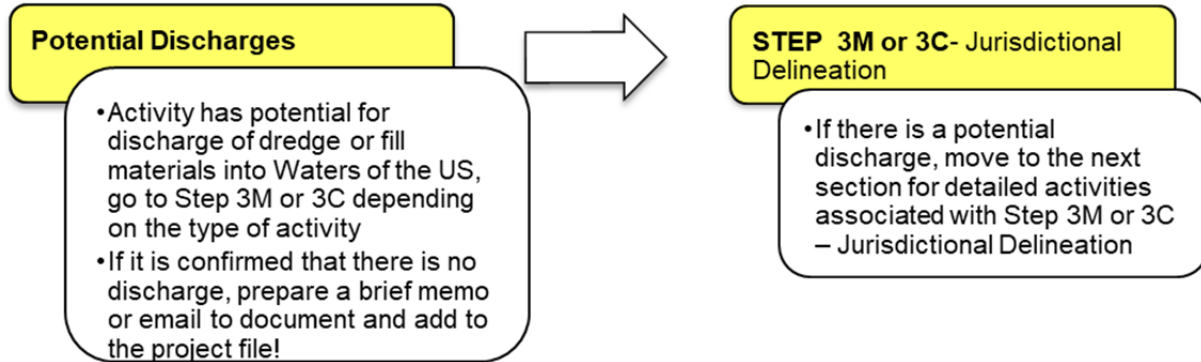 Potential Discharges
•Activity has potential for
discharge of dredge or fill
materials into Waters of the US,
go to Step 3M or 3C depending
on the type of activity
•If it is confirmed that there is no
discharge, prepare a brief memo
or email to document and add to
the project file!
STEP 3M or 3C- Jurisdictional
Delineation
•If there is a potential
discharge, move to the next
section for detailed activities
associated with Step 3M or 3C
– Jurisdictional Delineation